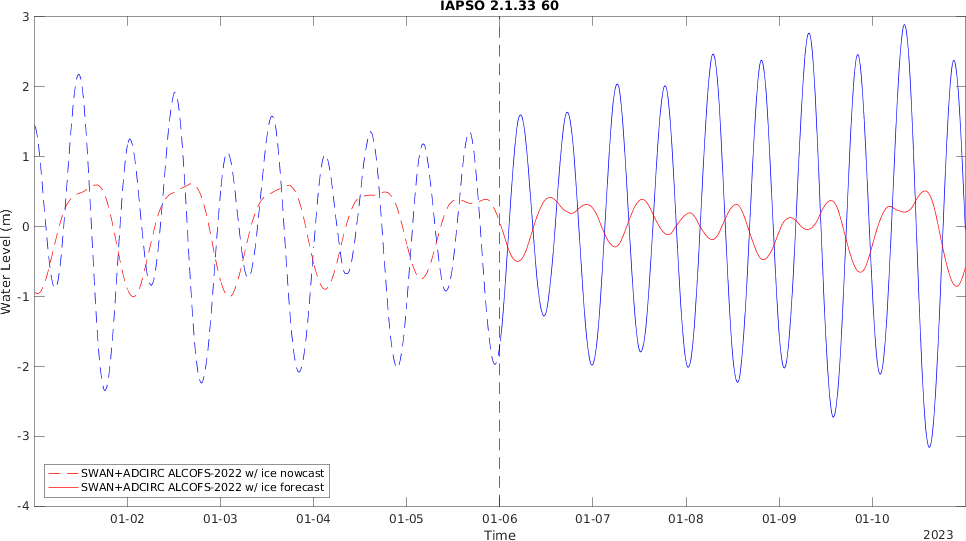 IAPSO 2.1.33 60
3
2
1
0
-1
-2
-3
-4
Water Level (m)
SWAN+ADCIRC ALCOFS-2022 w/ ice nowcast
SWAN+ADCIRC ALCOFS-2022 w/ ice forecast
01-02 01-03 01-04 01-05 01-06 01-07 01-08 01-09 01-10
Time
2023